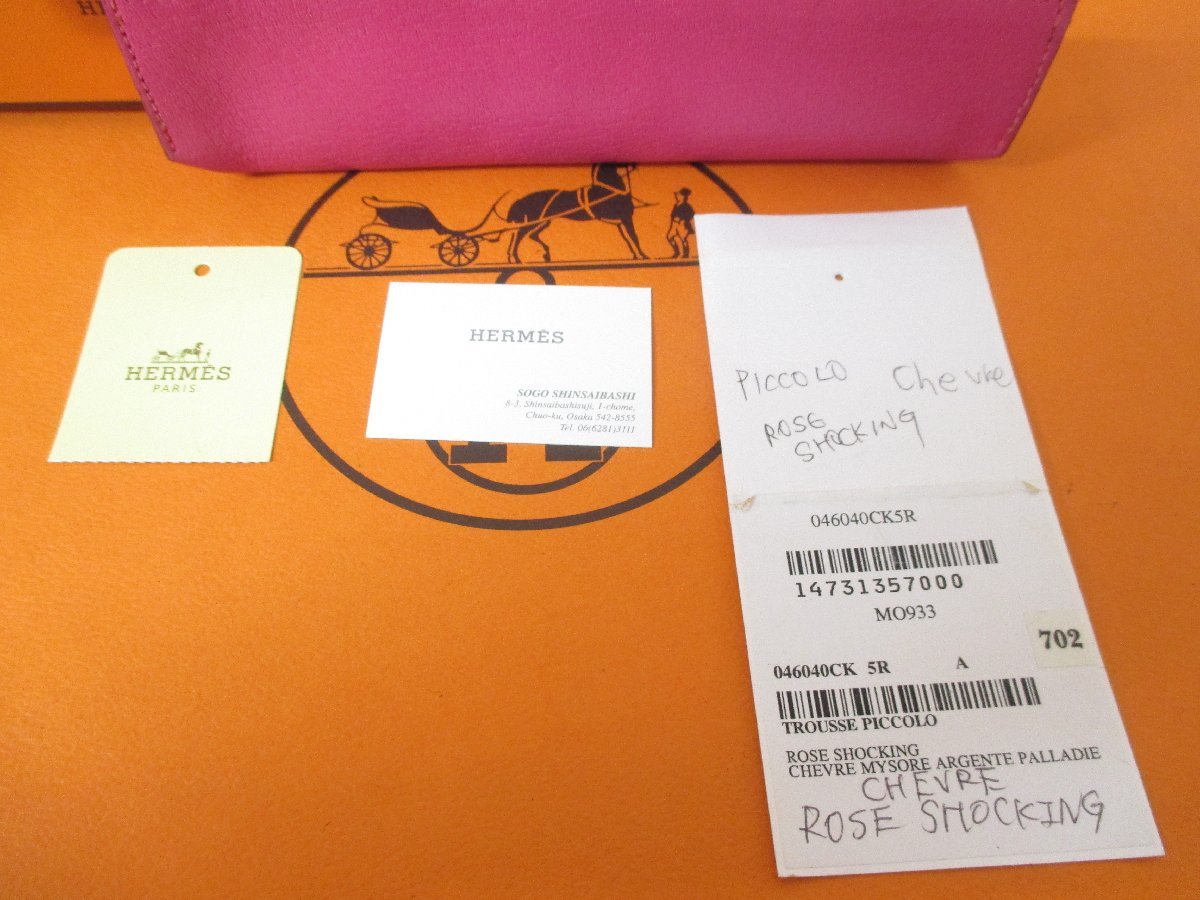 HERMÈS
PARIS
HERMÈS
SOGO SHINSAIBASHI
8-3, Shinsaibashisuji, 1-chome,
Chuo-ku, Osaka 542-8555
Tel. 06(6281)3111
PICCOLO Chevre
ROSE
SHOCKING
046040CK5R
14731357000
MO933
702
046040CK 5R A
TROUSSE PICCOLO
ROSE SHOCKING
CHEVRE MYSORE ARGENTE PALLADIE
CHEVRE
ROSE SHOCKING